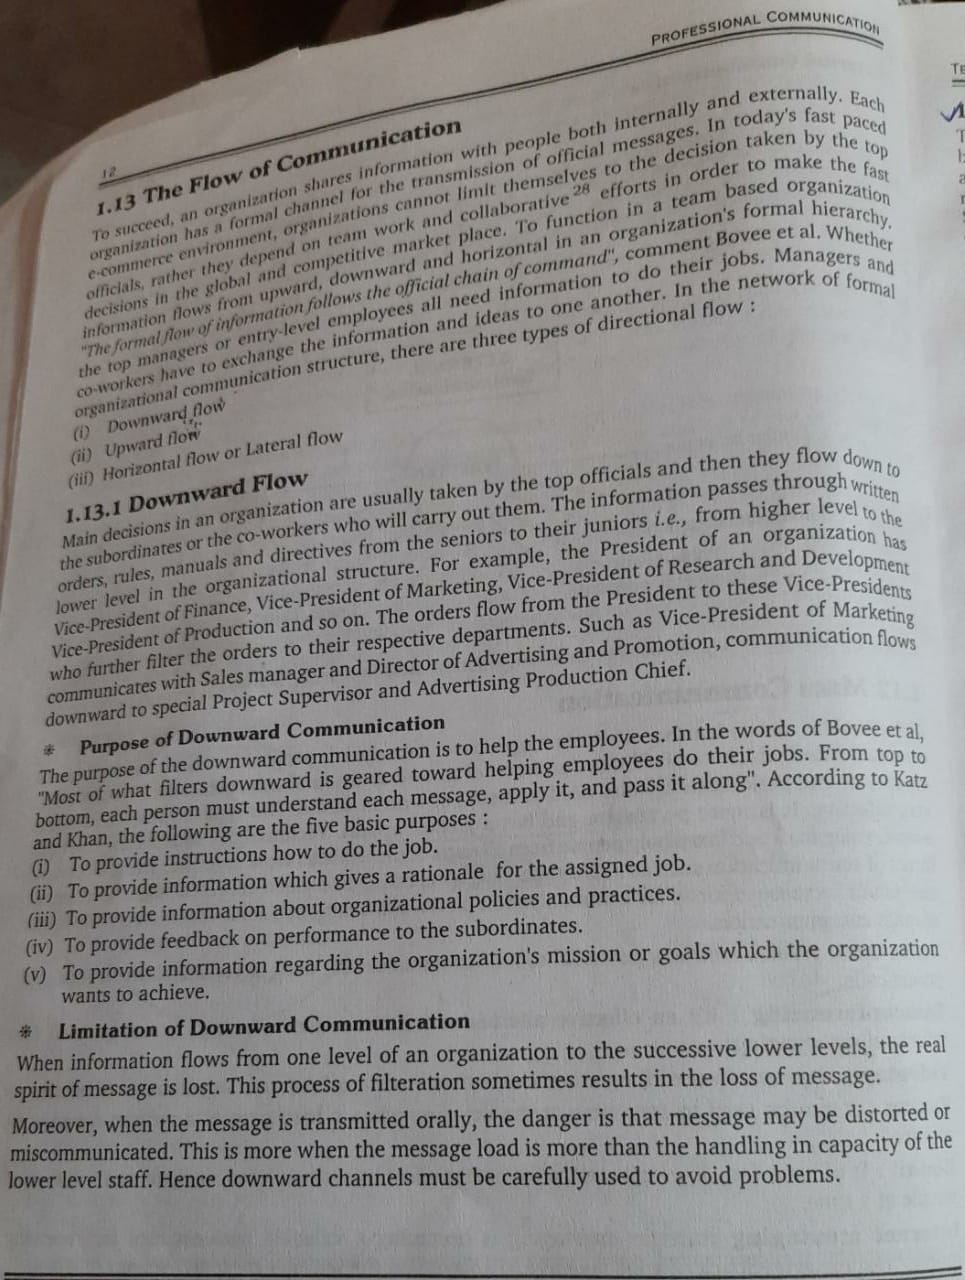 PROFESSIONAL COMMUNICATION
12
1.13 The Flow of Communication
To succeed, an organization shares information with people both internally and externally. Each
organization has a formal channel for the transmission of official messages. In today's fast paced
e-commerce environment, organizations cannot limit themselves to the decision taken by the top
officials, rather they depend on team work and collaborative 28 efforts in order to make the fast
decisions in the global and competitive market place. To function in a team based organization
information flows from upward, downward and horizontal in an organization's formal hierarchy.
"The formal flow of information follows the official chain of command", comment Bovee et al. Whether
the top managers or entry-level employees all need information to do their jobs. Managers and
co-workers have to exchange the information and ideas to one another. In the network of formal
organizational communication structure, there are three types of directional flow :
(i) Downward flow
(ii) Upward flow
(iii) Horizontal flow or Lateral flow
1.13.1 Downward Flow
Main decisions in an organization are usually taken by the top officials and then they flow down to
the subordinates or the co-workers who will carry out them. The information passes through written
orders, rules, manuals and directives from the seniors to their juniors i.e., from higher level to the
lower level in the organizational structure. For example, the President of an organization has
Vice-President of Finance, Vice-President of Marketing, Vice-President of Research and Development
Vice-President of Production and so on. The orders flow from the President to these Vice-Presidents
who further filter the orders to their respective departments. Such as Vice-President of Marketing
communicates with Sales manager and Director of Advertising and Promotion, communication flows
downward to special Project Supervisor and Advertising Production Chief.
* Purpose of Downward Communication
The purpose of the downward communication is to help the employees. In the words of Bovee et al,
"Most of what filters downward is geared toward helping employees do their jobs. From top to
bottom, each person must understand each message, apply it, and pass it along". According to Katz
and Khan, the following are the five basic purposes :
(i) To provide instructions how to do the job.
(ii) To provide information which gives a rationale for the assigned job.
(iii) To provide information about organizational policies and practices.
(iv) To provide feedback on performance to the subordinates.
(v) To provide information regarding the organization's mission or goals which the organization
wants to achieve.
* Limitation of Downward Communication
When information flows from one level of an organization to the successive lower levels, the real
spirit of message is lost. This process of filteration sometimes results in the loss of message.
Moreover, when the message is transmitted orally, the danger is that message may be distorted or
miscommunicated. This is more when the message load is more than the handling in capacity of the
lower level staff. Hence downward channels must be carefully used to avoid problems.